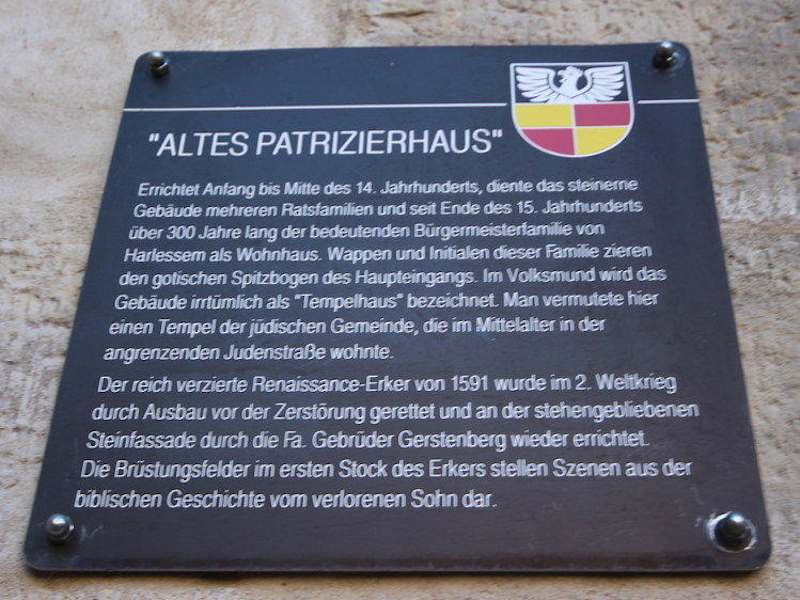 "ALTES PATRIZIERHAUS"
Errichtet Anfang bis Mitte des 14. Jahrhunderts, diente das steinerne
Gebäude mehreren Ratsfamilien und seit Ende des 15. Jahrhunderts
über 300 Jahre lang der bedeutenden Bürgermeisterfamilie von
Harlessem als Wohnhaus. Wappen und Initialen dieser Familie zieren
den gotischen Spitzbogen des Haupteingangs. Im Volksmund wird das
Gebäude irrtümlich als "Tempelhaus" bezeichnet. Man vermutete hier
einen Tempel der jüdischen Gemeinde, die im Mittelalter in der
angrenzenden Judenstraße wohnte.
Der reich verzierte Renaissance-Erker von 1591 wurde im 2. Weltkrieg
durch Ausbau vor der Zerstörung gerettet und an der stehengebliebenen
Steinfassade durch die Fa. Gebrüder Gerstenberg wieder errichtet.
Die Brüstungsfelder im ersten Stock des Erkers stellen Szenen aus der
biblischen Geschichte vom verlorenen Sohn dar.